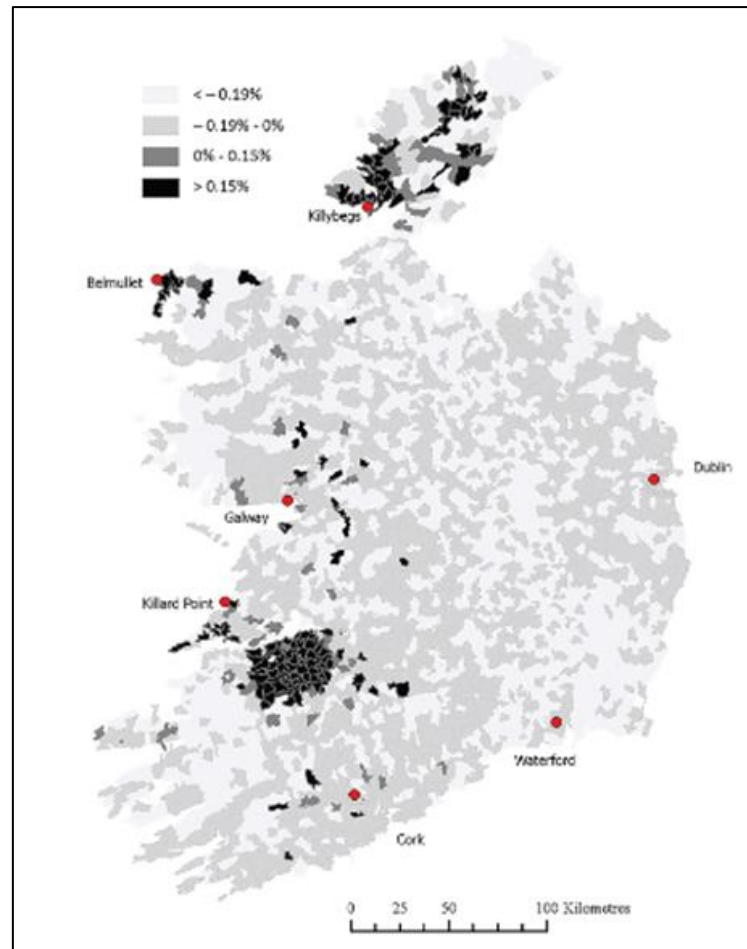 < – 0.19%
– 0.19% - 0%
0% - 0.15%
> 0.15%
Killybegs
Belmullet
Dublin
Galway
Killard Point
Waterford
Cork
0 25 50 100 Kilometres